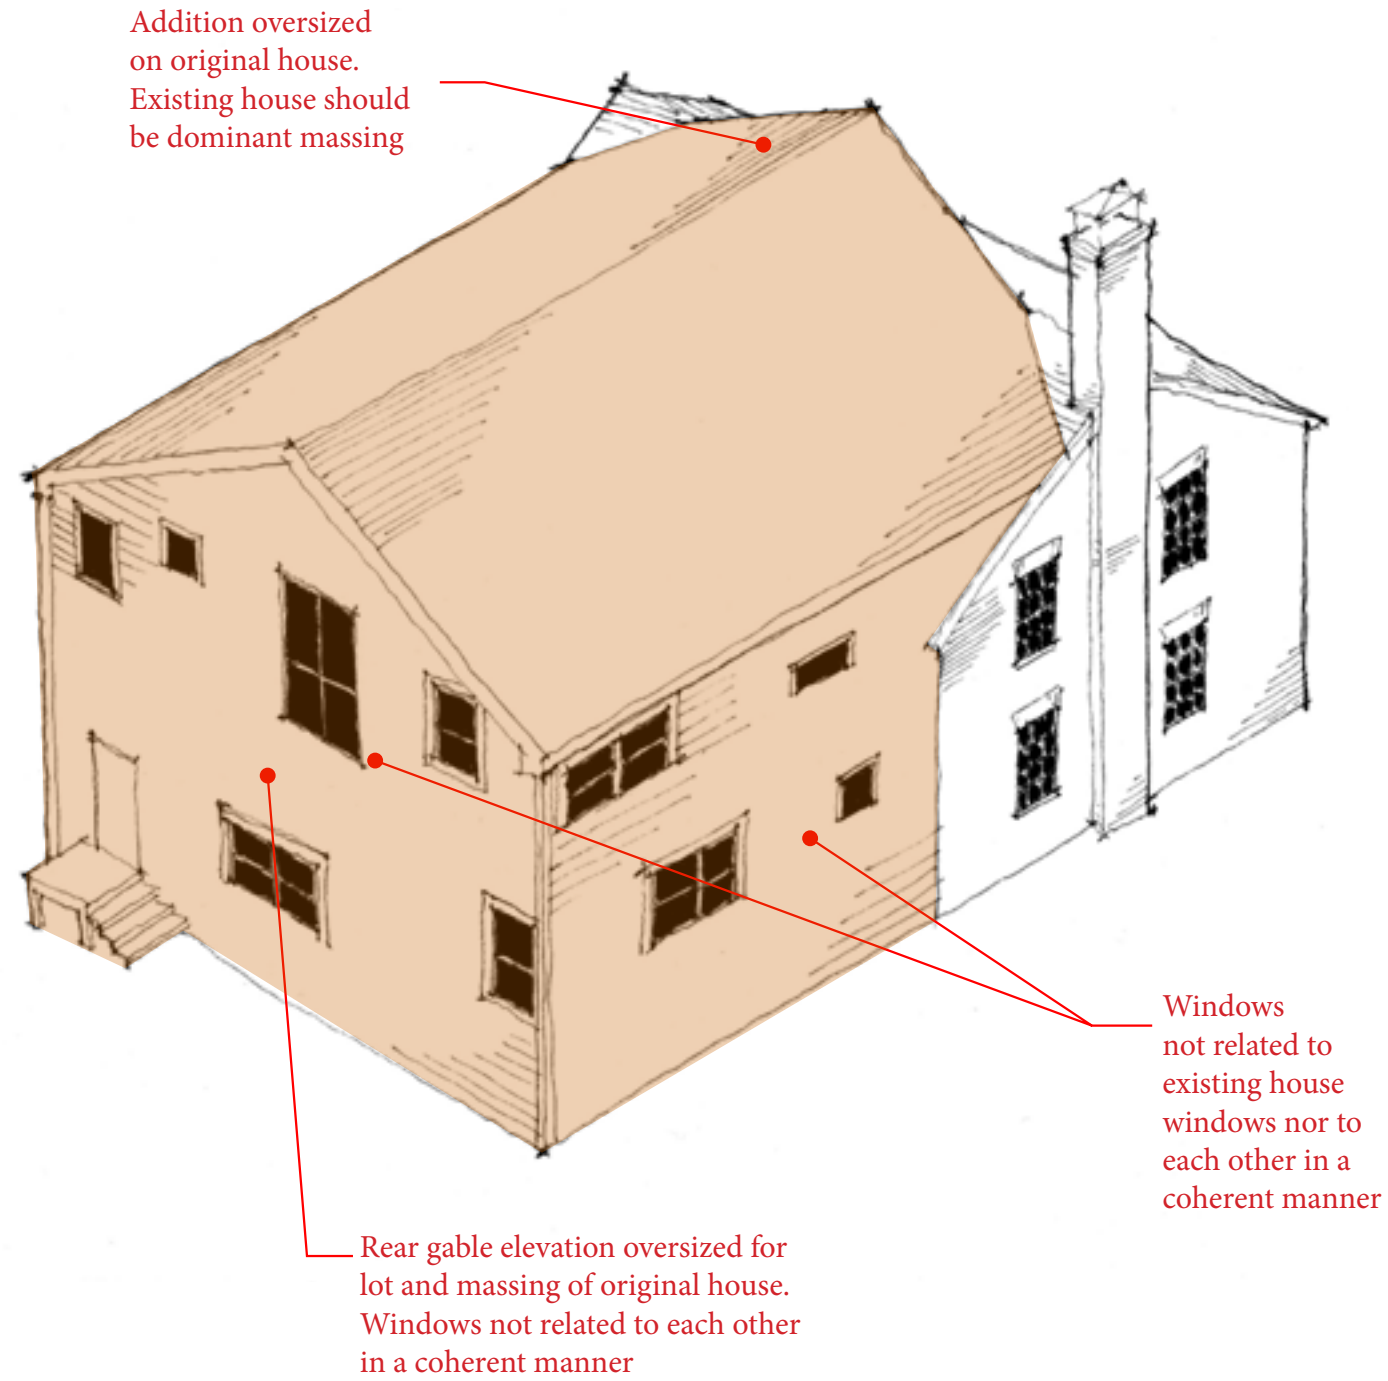 Addition oversized
on original house.
Existing house should
be dominant massing
Windows
not related to
existing house
windows nor to
each other in a
coherent manner
Rear gable elevation oversized for
lot and massing of original house.
Windows not related to each other
in a coherent manner